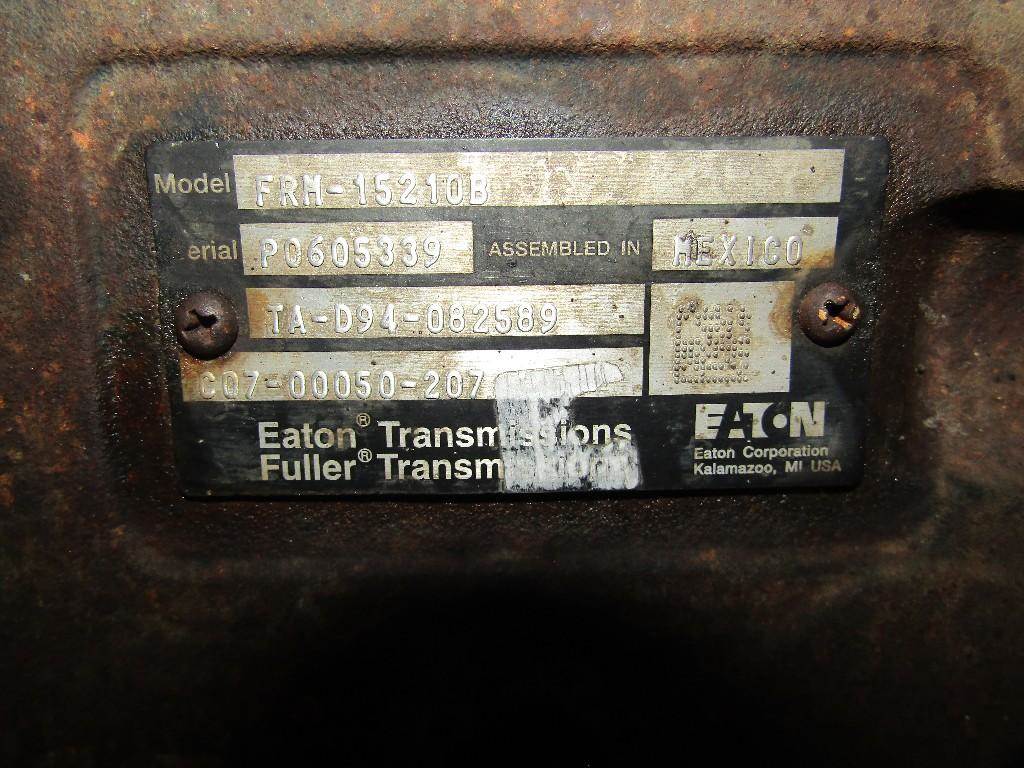 Model FRM-15210B
erial P0605339 ASSEMBLED IN MEXICO
TA-D94-082589
CQ7-00050-207
Eaton® Transmissions
Fuller® Transmissions
EATON
Eaton Corporation
Kalamazoo, MI USA